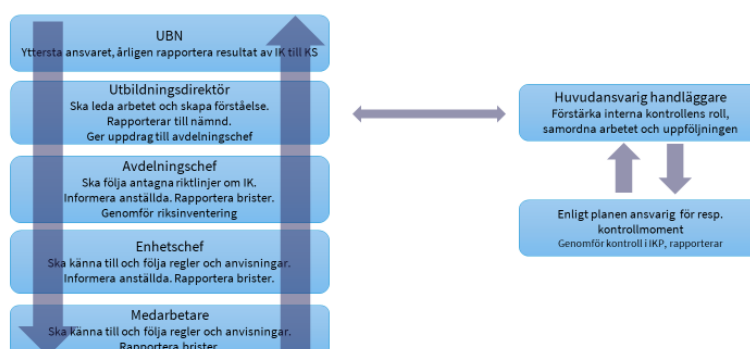 UBN
Yttersta ansvaret, årligen rapportera resultat av IK till KS
Utbildningsdirektör
Ska leda arbetet och skapa förståelse.
Rapporterar till nämnd.
Ger uppdrag till avdelningschef
Avdelningschef
Ska följa antagna riktlinjer om IK.
Informera anställda. Rapportera brister.
Genomför riksinventering
Enhetschef
Ska känna till och följa regler och anvisningar.
Informera anställda. Rapportera brister.
Medarbetare
Ska känna till och följa regler och anvisningar.
Rapportera brister
Huvudansvarig handläggare
Förstärka interna kontrollens roll,
samordna arbetet och uppföljningen
Enligt planen ansvarig för resp.
kontrollmoment
Genomför kontroll i IKP, rapporterar